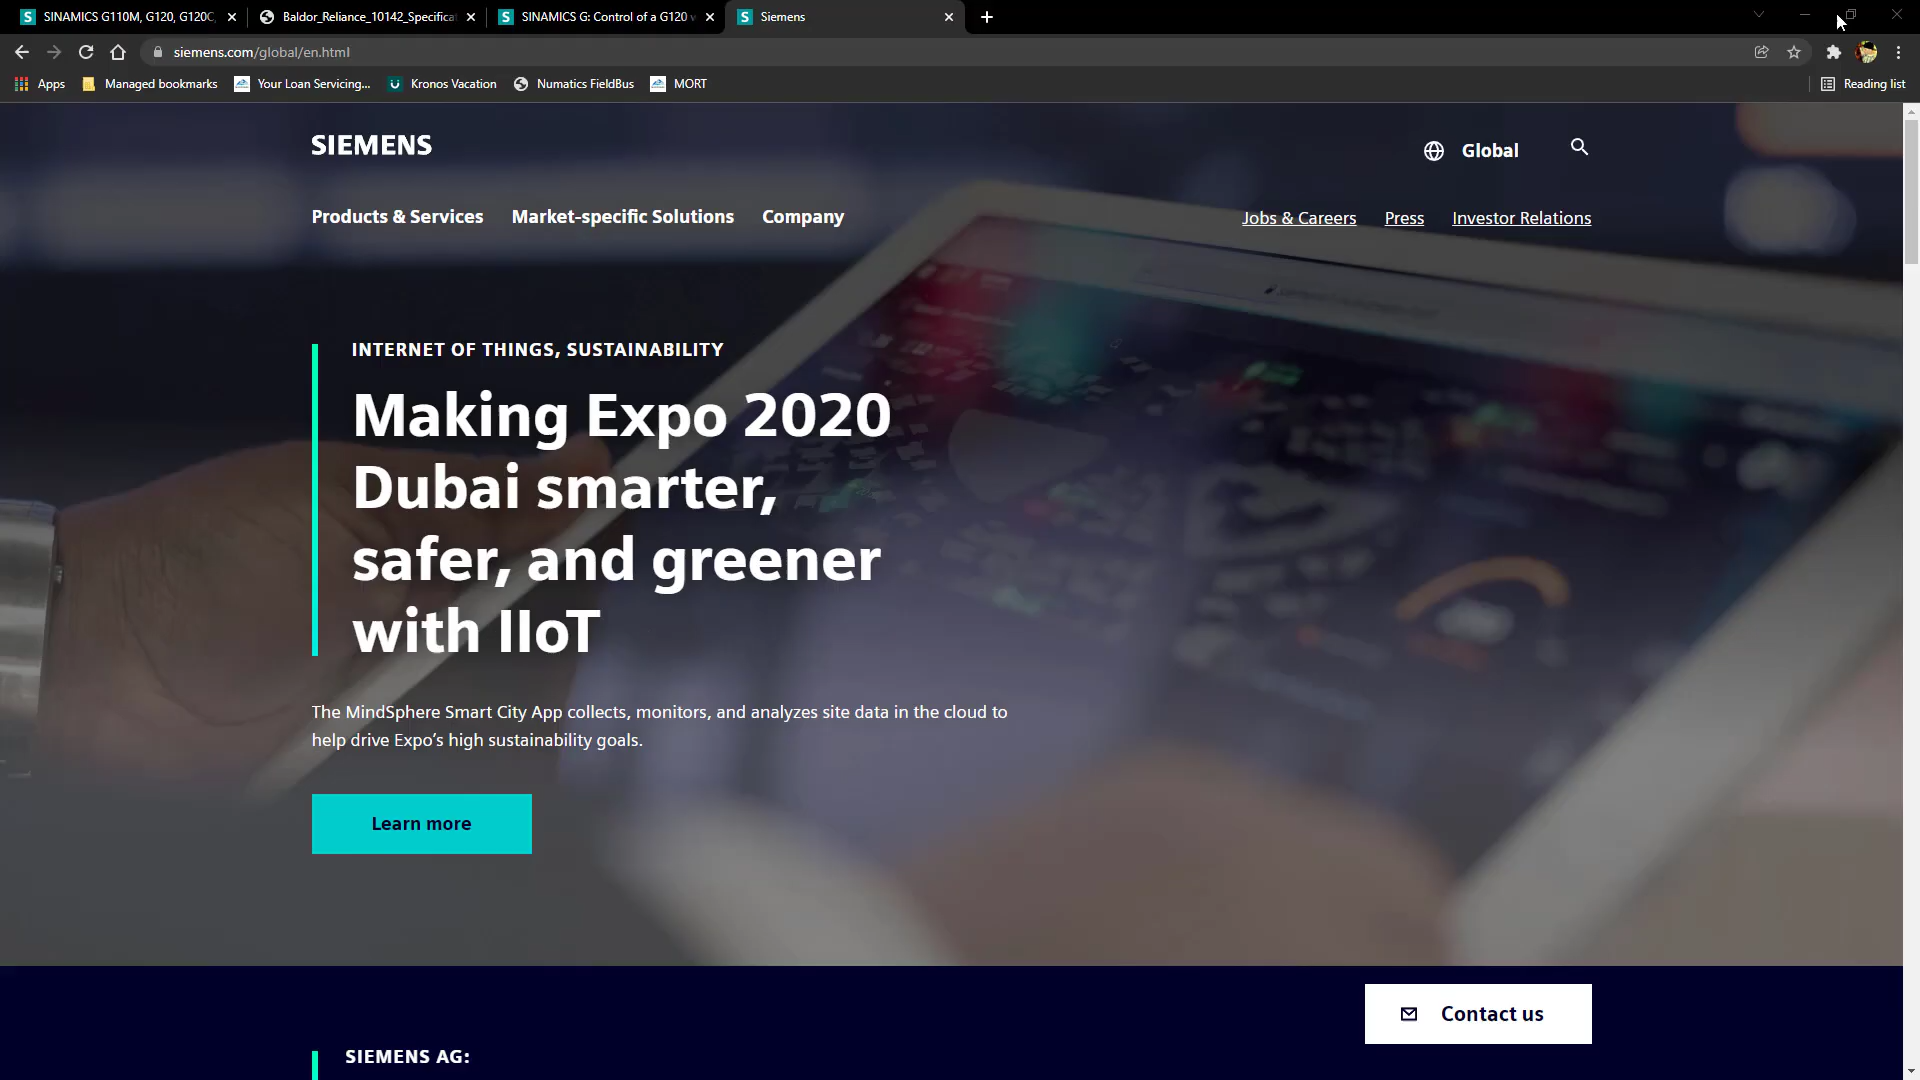 SINAMICS G110M, G120, G120C,
Baldor_Reliance_10142_Specifica
SINAMICS G: Control of a G120
Siemens
siemens.com/global/en.html
Apps
Managed bookmarks
Your Loan Servicing...
Kronos Vacation
Numatics FieldBus
MORT
Reading list
SIEMENS
Global
Products & Services
Market-specific Solutions
Company
Jobs & Careers
Press
Investor Relations
INTERNET OF THINGS, SUSTAINABILITY
Making Expo 2020
Dubai smarter,
safer, and greener
with IIoT
The MindSphere Smart City App collects, monitors, and analyzes site data in the cloud to
help drive Expo’s high sustainability goals.
Learn more
Contact us
SIEMENS AG: